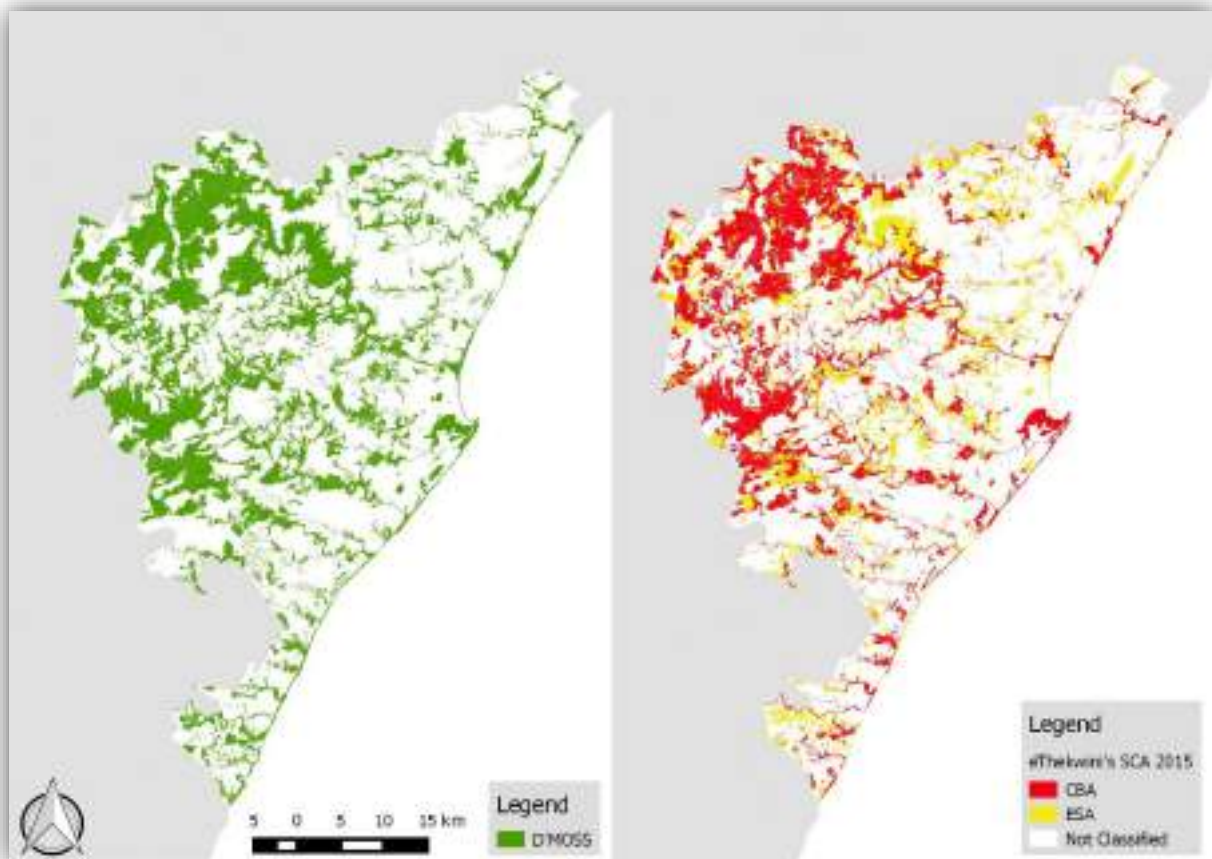 5 0 5 10 15 km
Legend
D'MOSS
Legend
eThekwini's SCA 2015
CBA
ESA
Not Classified